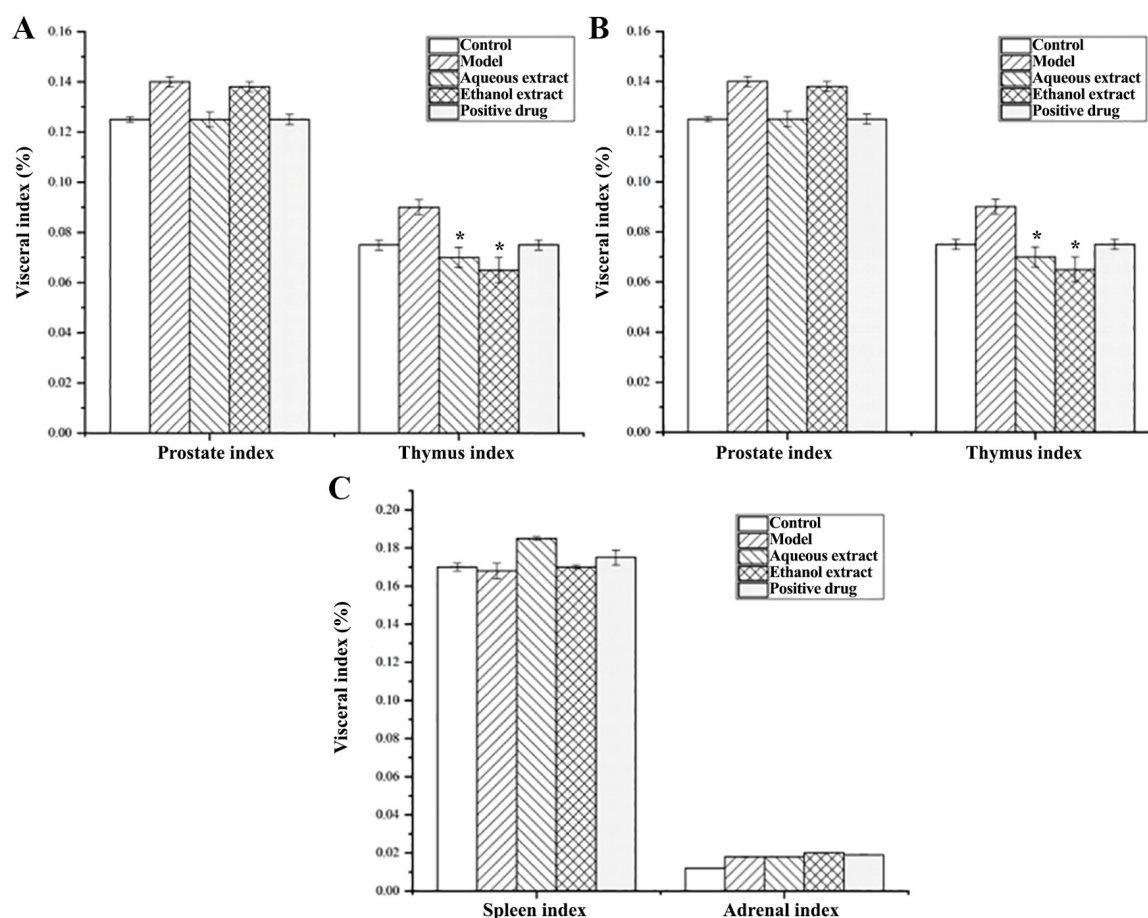 A
Visceral index (%)
0.16
0.14
0.12
0.10
0.08
0.06
0.04
0.02
0.00
Control
Model
Aqueous extract
Ethanol extract
Positive drug
*
*
Prostate index
Thymus index
B
Visceral index (%)
0.16
0.14
0.12
0.10
0.08
0.06
0.04
0.02
0.00
Control
Model
Aqueous extract
Ethanol extract
Positive drug
*
*
Prostate index
Thymus index
C
Visceral index (%)
0.20
0.18
0.16
0.14
0.12
0.10
0.08
0.06
0.04
0.02
0.00
Control
Model
Aqueous extract
Ethanol extract
Positive drug
Spleen index
Adrenal index